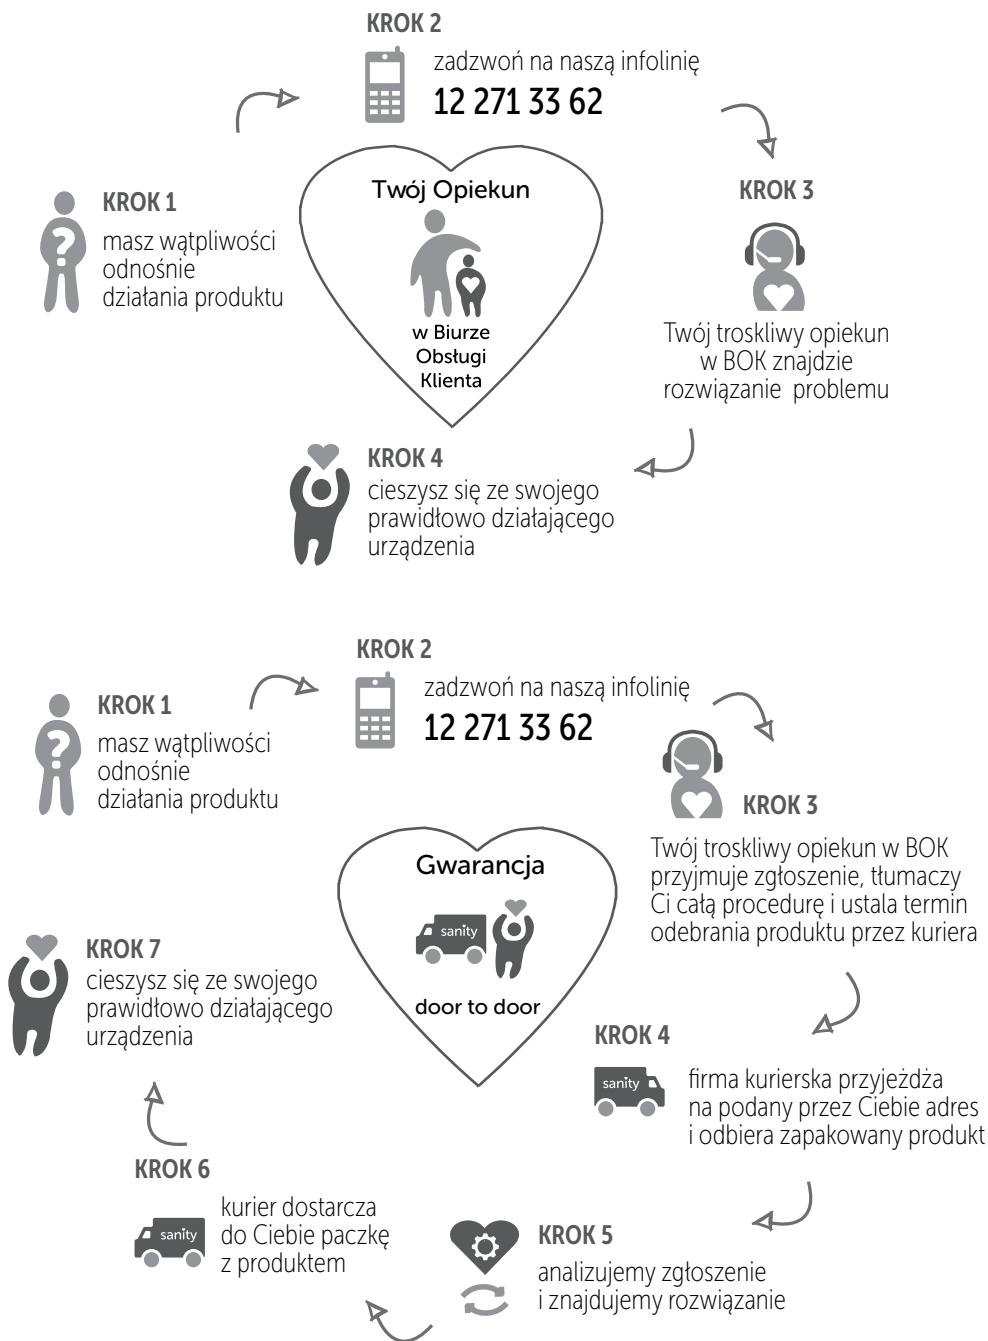 KROK 2
zadzwoń na naszą infolinię
12 271 33 62
KROK 1
masz wątpliwości
odnośnie
działania produktu
Twój Opiekun
w Biurze
Obsługi
Klienta
KROK 3
Twój troskliwy opiekun
w BOK znajdzie
rozwiązanie problemu
KROK 4
cieszysz się ze swojego
prawidłowo działającego
urządzenia
KROK 2
zadzwoń na naszą infolinię
12 271 33 62
KROK 1
masz wątpliwości
odnośnie
działania produktu
KROK 3
Twój troskliwy opiekun w BOK
przyjmuje zgłoszenie, tłumaczy
Ci całą procedurę i ustala termin
odebrania produktu przez kuriera
Gwarancja
sanity
door to door
KROK 7
cieszysz się ze swojego
prawidłowo działającego
urządzenia
KROK 4
sanity
firma kurierska przyjeżdża
na podany przez Ciebie adres
i odbiera zapakowany produkt
KROK 6
sanity
kurier dostarcza
do Ciebie paczkę
z produktem
KROK 5
analizujemy zgłoszenie
i znajdujemy rozwiązanie